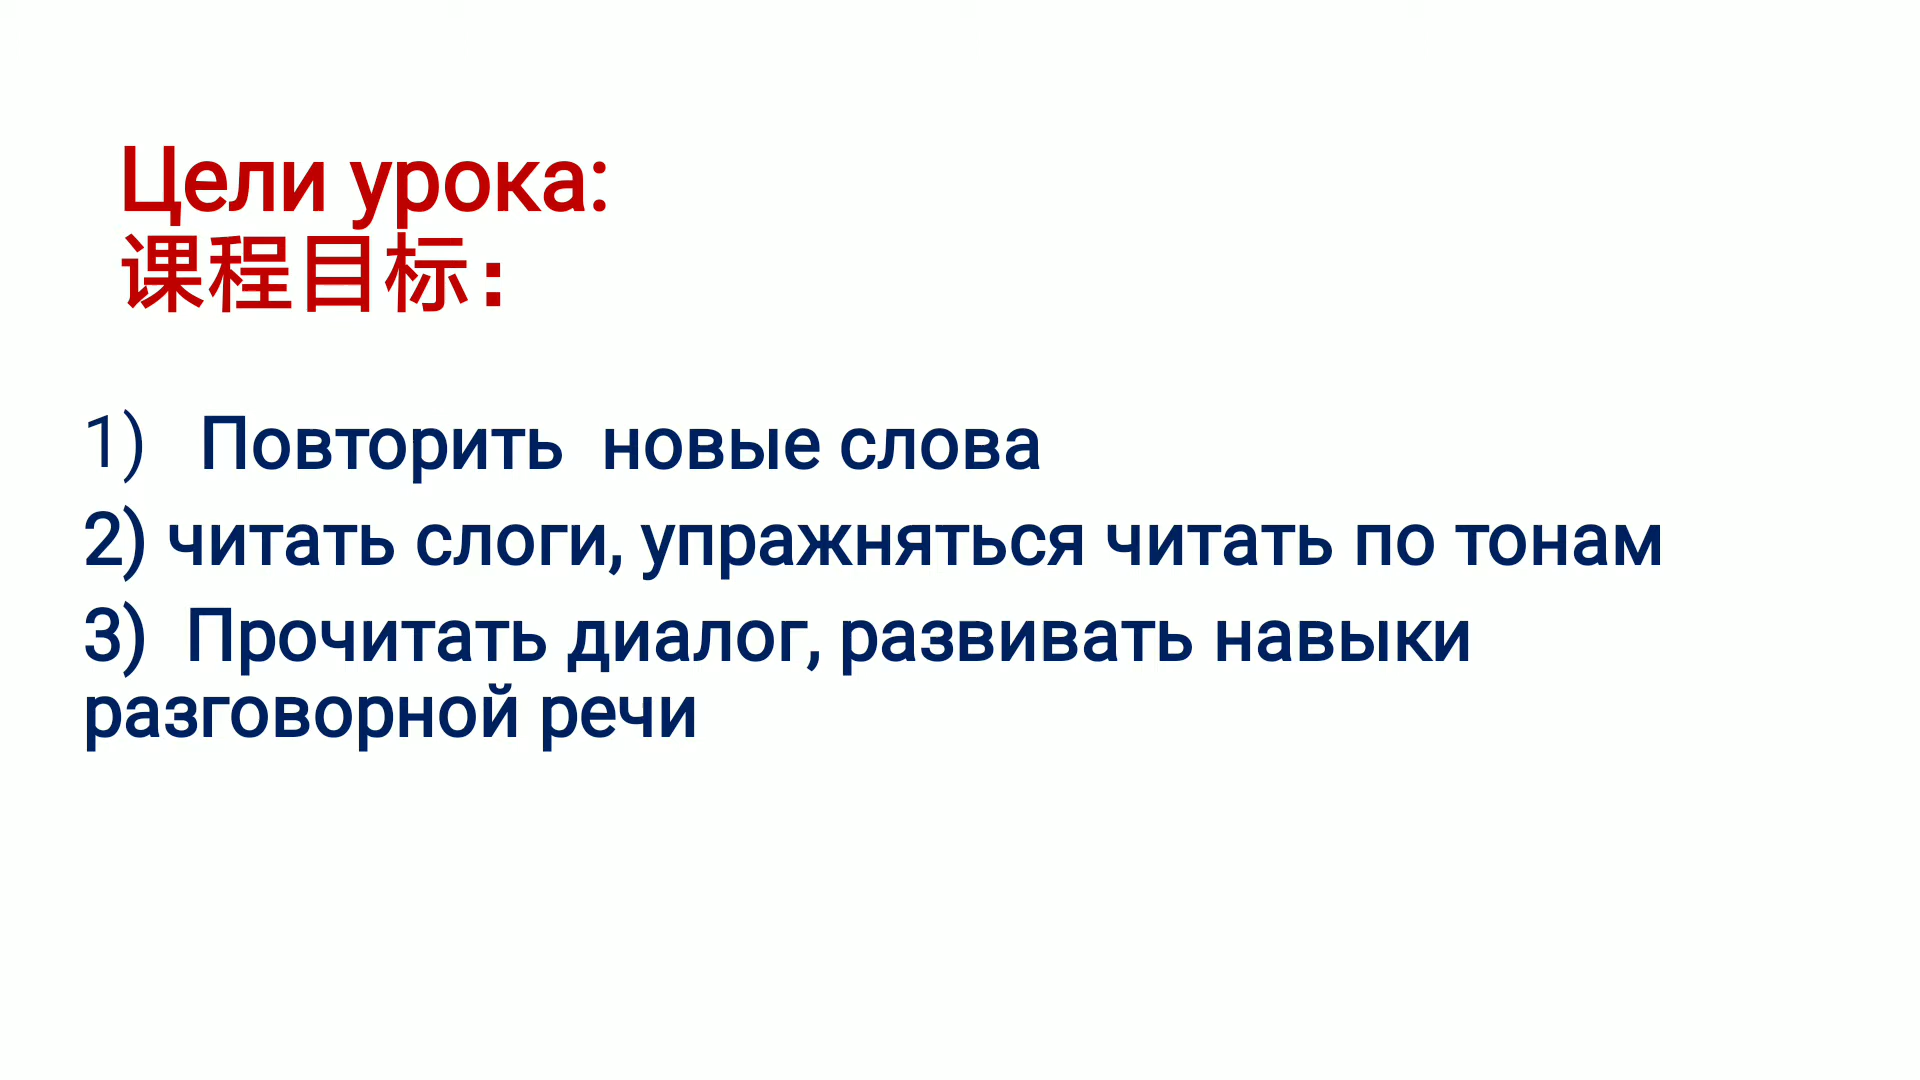 Цели урока:
课程目标：
1) Повторить новые слова
2) читать слоги, упражняться читать по тонам
3) Прочитать диалог, развивать навыки
разговорной речи